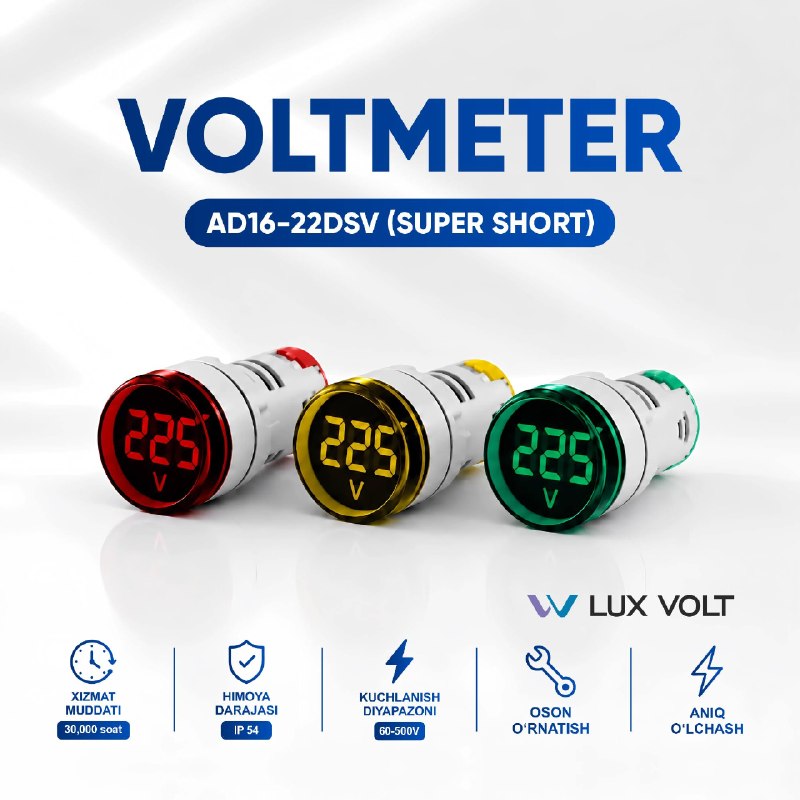 VOLTMETER
AD16-22DSV (SUPER SHORT)
225
V
225
V
225
V
LUX VOLT
XIZMAT
MUDDATI
30,000 soat
HIMOYA
DARAJASI
IP 54
KUCHLANISH
DIYAPAZONI
60-500V
OSON
O‘RNATISH
ANIQ
O‘LCHASH